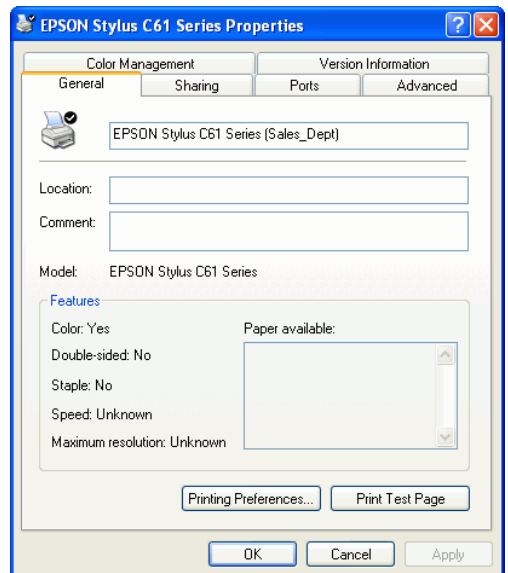 EPSON Stylus C61 Series Properties
Color Management Version Information
General Sharing Ports Advanced
EPSON Stylus C61 Series (Sales_Dept)
Location:
Comment:
Model: EPSON Stylus C61 Series
Features
Color: Yes Paper available:
Double-sided: No
Staple: No
Speed: Unknown
Maximum resolution: Unknown
Printing Preferences... Print Test Page
OK Cancel Apply